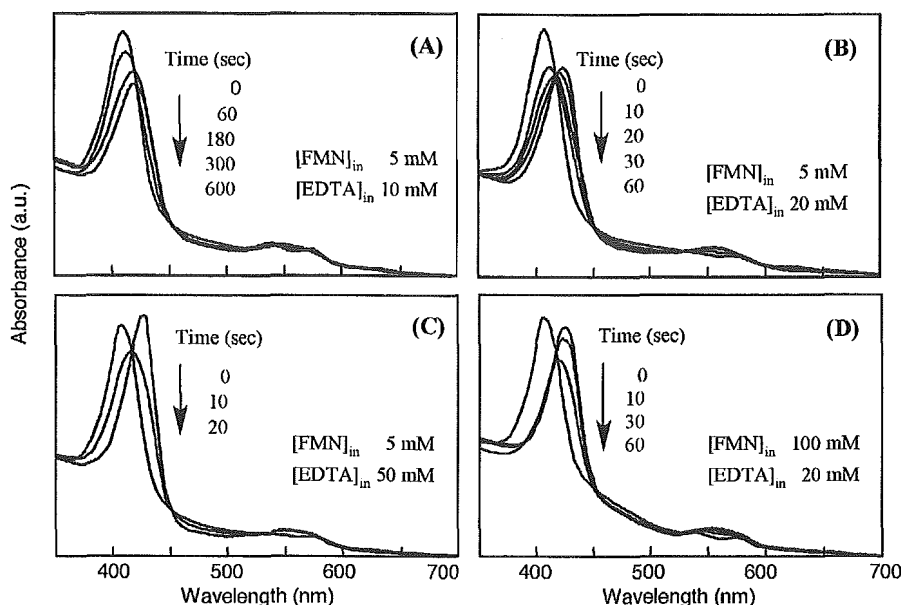 (A)
Time (sec)
0
60
180
300
600
[FMN]in 5 mM
[EDTA]in 10 mM
(B)
Time (sec)
0
10
20
30
60
[FMN]in 5 mM
[EDTA]in 20 mM
Absorbance (a.u.)
(C)
Time (sec)
0
10
20
[FMN]in 5 mM
[EDTA]in 50 mM
(D)
Time (sec)
0
10
30
60
[FMN]in 100 mM
[EDTA]in 20 mM
400 500 600 700
Wavelength (nm)
400 500 600 700
Wavelength (nm)